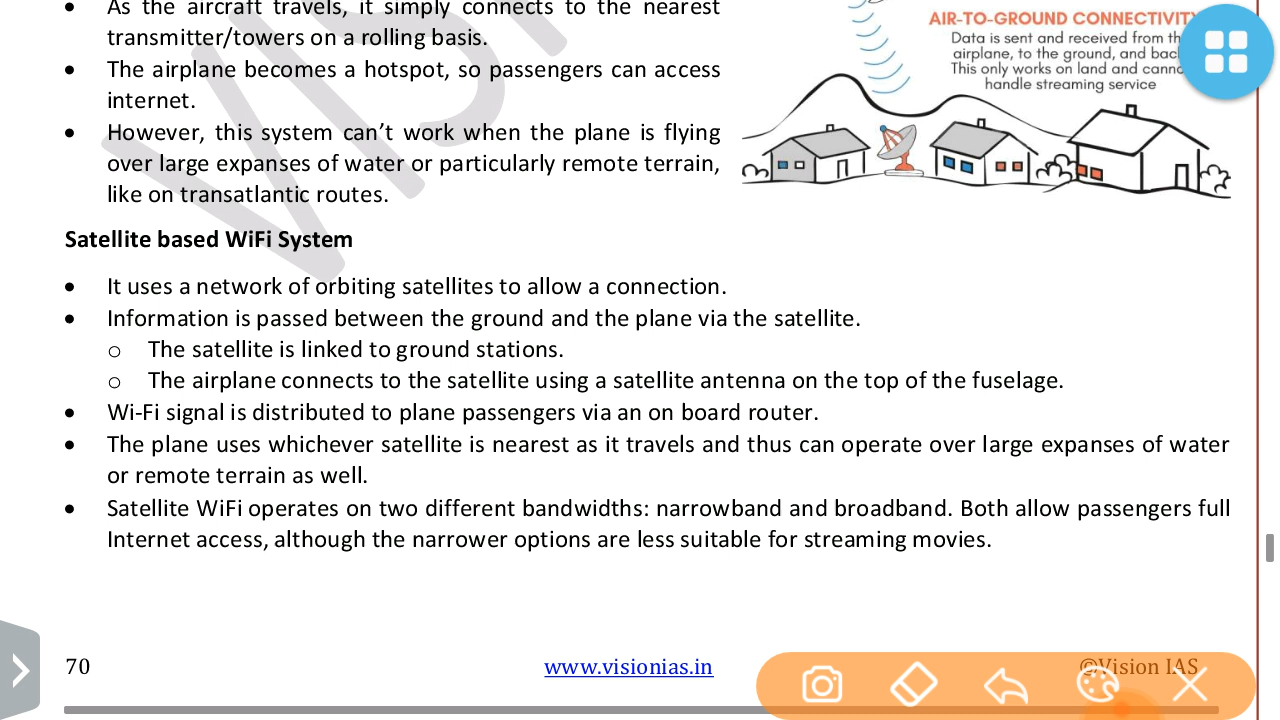 As the aircraft travels, it simply connects to the nearest
transmitter/towers on a rolling basis.
The airplane becomes a hotspot, so passengers can access
internet.
However, this system can’t work when the plane is flying
over large expanses of water or particularly remote terrain,
like on transatlantic routes.
AIR-TO-GROUND CONNECTIVITY
Data is sent and received from
airplane, to the ground, and
This only works on land and
handle streaming service
Satellite based WiFi System
It uses a network of orbiting satellites to allow a connection.
Information is passed between the ground and the plane via the satellite.
The satellite is linked to ground stations.
The airplane connects to the satellite using a satellite antenna on the top of the fuselage.
Wi-Fi signal is distributed to plane passengers via an on board router.
The plane uses whichever satellite is nearest as it travels and thus can operate over large expanses of water
or remote terrain as well.
Satellite WiFi operates on two different bandwidths: narrowband and broadband. Both allow passengers full
Internet access, although the narrower options are less suitable for streaming movies.
70
www.visionias.in
©Vision IAS